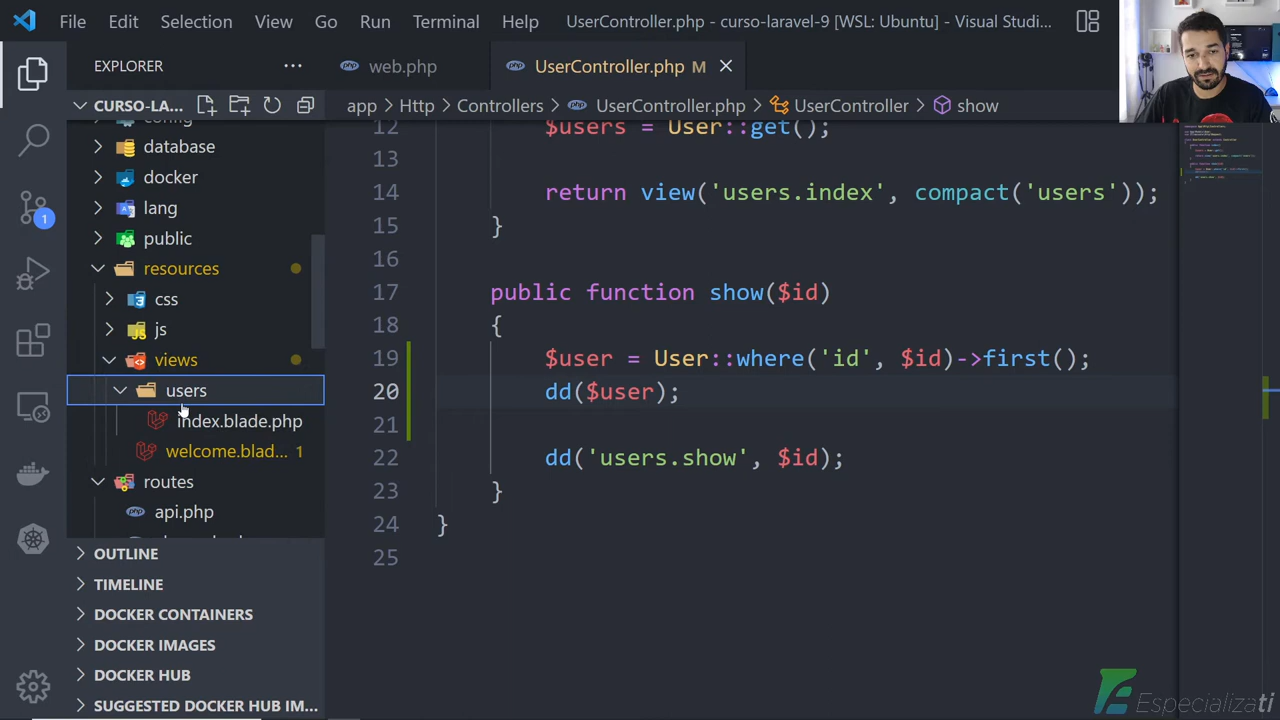 File Edit Selection View Go Run Terminal Help UserController.php - curso-laravel-9 [WSL: Ubuntu] - Visual Studi...
EXPLORER
web.php
UserController.php M
CURSO-LA...
app > Http > Controllers > UserController.php > UserController > show
database
docker
lang
public
resources
css
js
views
users
index.blade.php
welcome.blad... 1
routes
api.php
OUTLINE
TIMELINE
DOCKER CONTAINERS
DOCKER IMAGES
DOCKER HUB
SUGGESTED DOCKER HUB IM...
1
12 $users = User::get();
13
14 return view('users.index', compact('users'));
15 }
16
17 public function show($id)
18 {
19 $user = User::where('id', $id)->first();
20 dd($user);
21
22 dd('users.show', $id);
23 }
24 }
25
Especializati